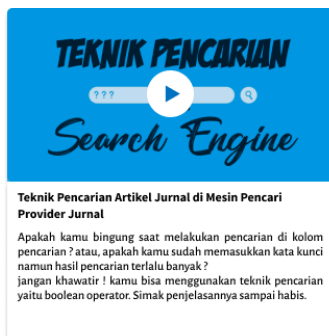 TEKNIK PENCARIAN
???
Search Engine
Teknik Pencarian Artikel Jurnal di Mesin Pencari
Provider Jurnal
Apakah kamu bingung saat melakukan pencarian di kolom
pencarian ? atau, apakah kamu sudah memasukkan kata kunci
namun hasil pencarian terlalu banyak ?
jangan khawatir ! kamu bisa menggunakan teknik pencarian
yaitu boolean operator. Simak penjelasannya sampai habis.